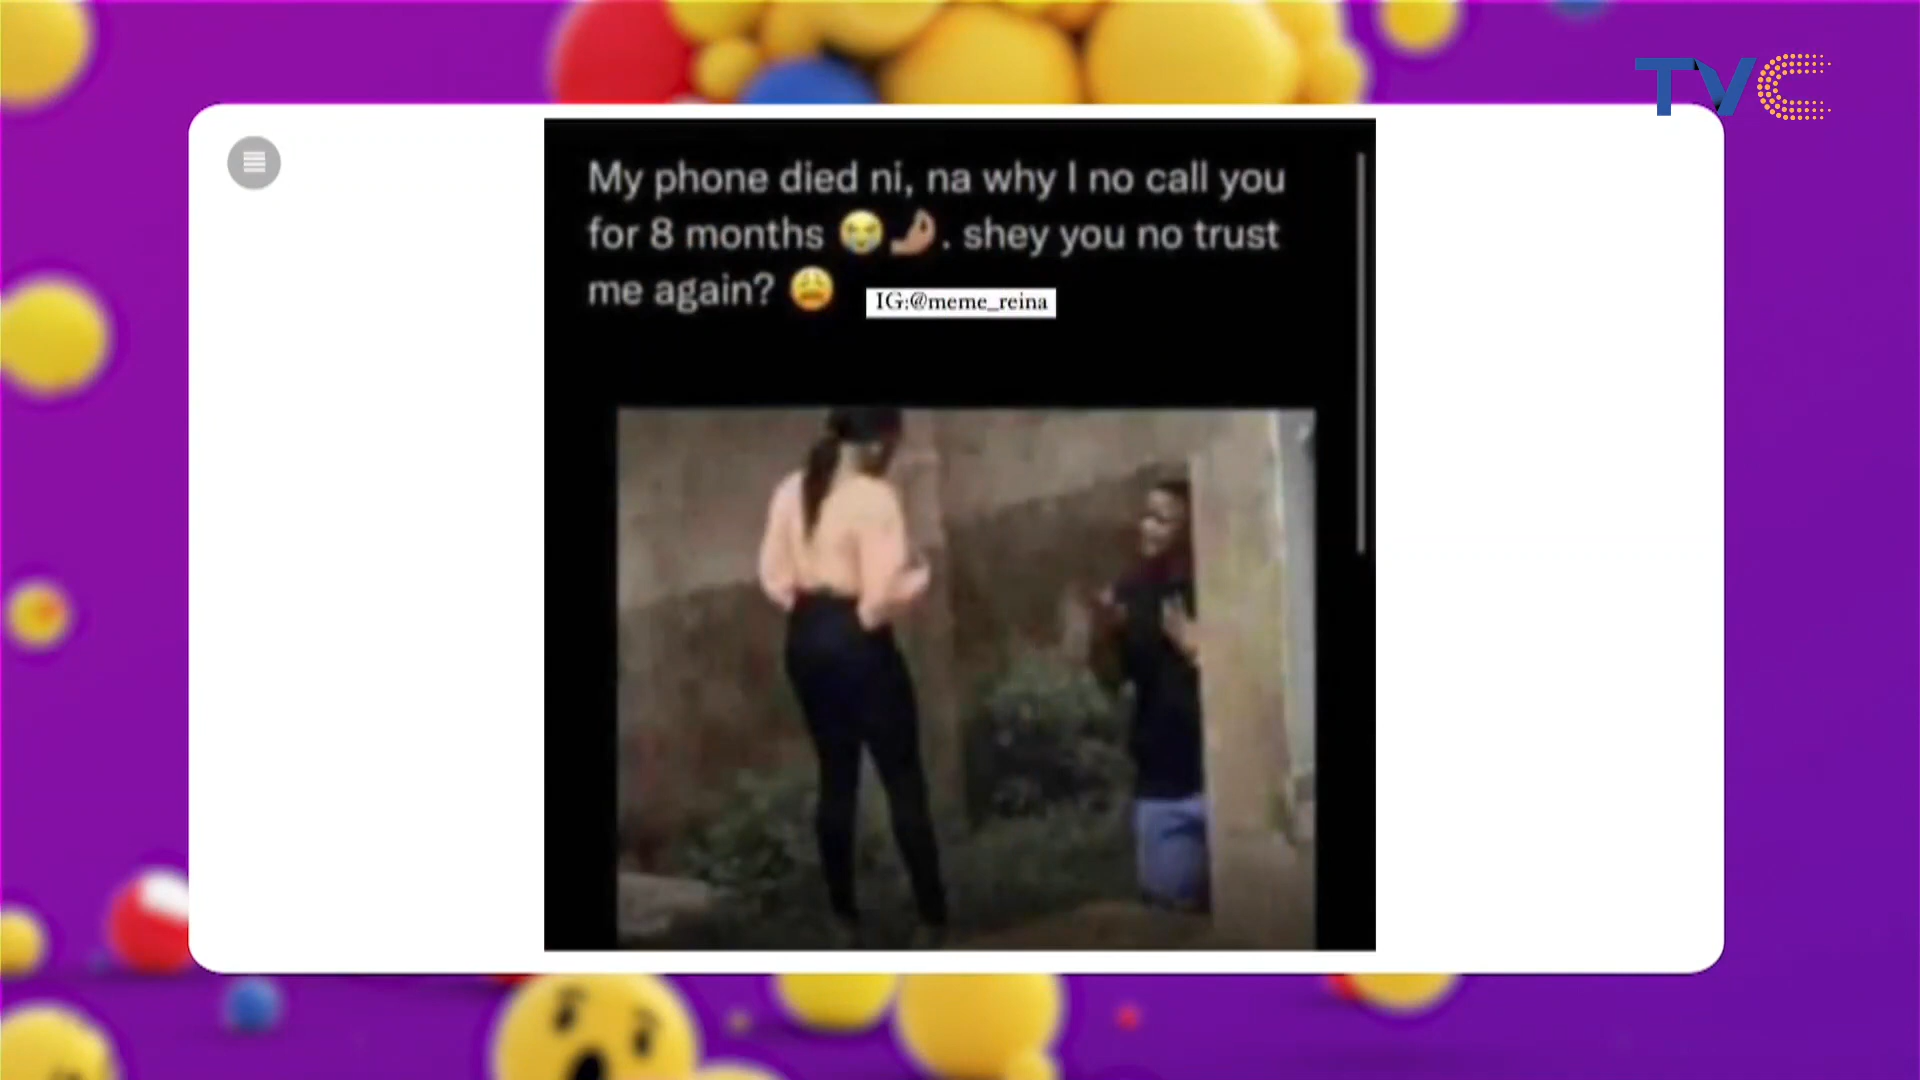 TVC
My phone died ni, na why I no call you
for 8 months 😭🤌🏽. shey you no trust
me again? 😩
IG:@meme_reina